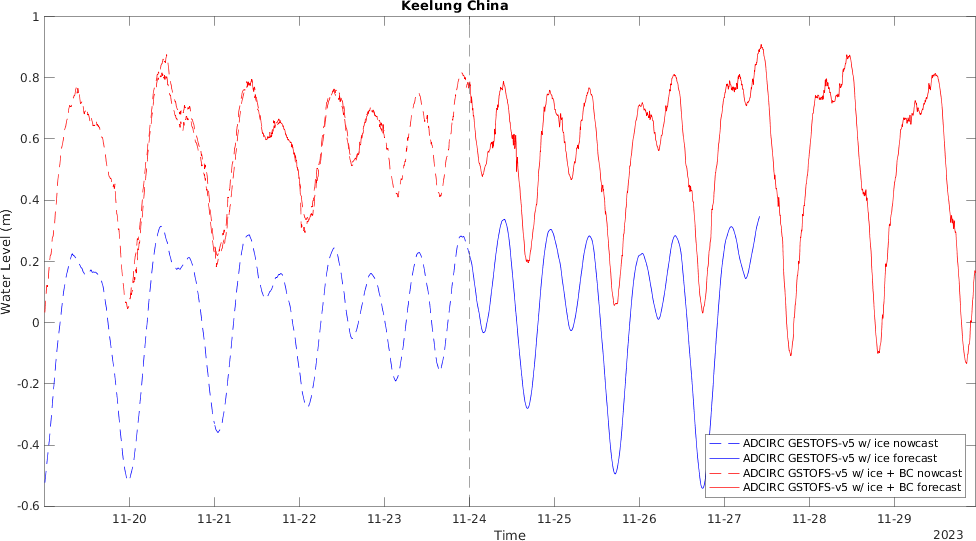 Keelung China
1
0.8
0.6
0.4
0.2
0
-0.2
-0.4
-0.6
Water Level (m)
11-20
11-21
11-22
11-23
11-24
11-25
11-26
11-27
11-28
11-29
Time
2023
ADCIRC GESTOFS-v5 w/ ice nowcast
ADCIRC GESTOFS-v5 w/ ice forecast
ADCIRC GSTOFS-v5 w/ ice + BC nowcast
ADCIRC GSTOFS-v5 w/ ice + BC forecast